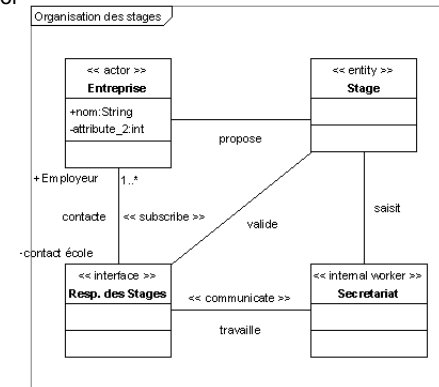 Organisation des stages
<< actor >>
Entreprise
+nom:String
-attribute_2:int
<< entity >>
Stage
propose
+ Employeur
1..*
contacte
<< subscribe >>
valide
saisit
-contact école
<< interface >>
Resp. des Stages
<< communicate >>
travaille
<< internal worker >>
Secretariat